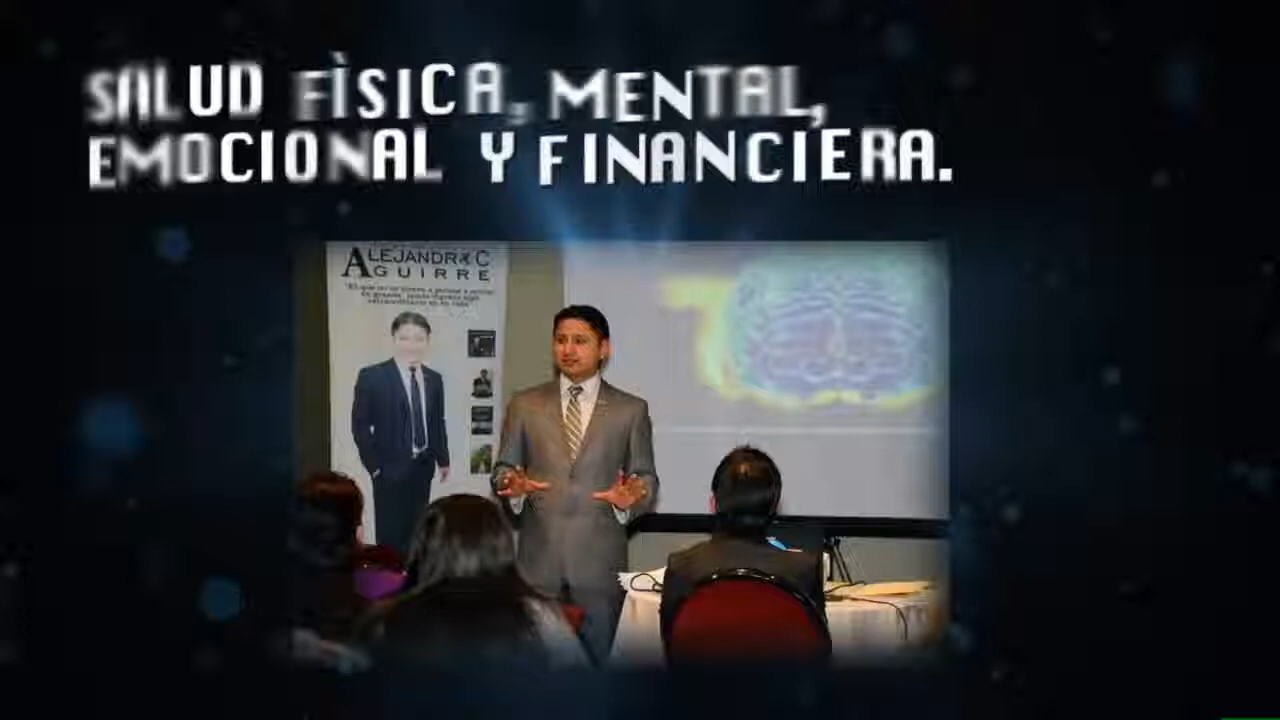 SALUD FÌSICA, MENTAL,
EMOCIONAL Y FINANCIERA.
ALEJANDRO C
AGUIRRE